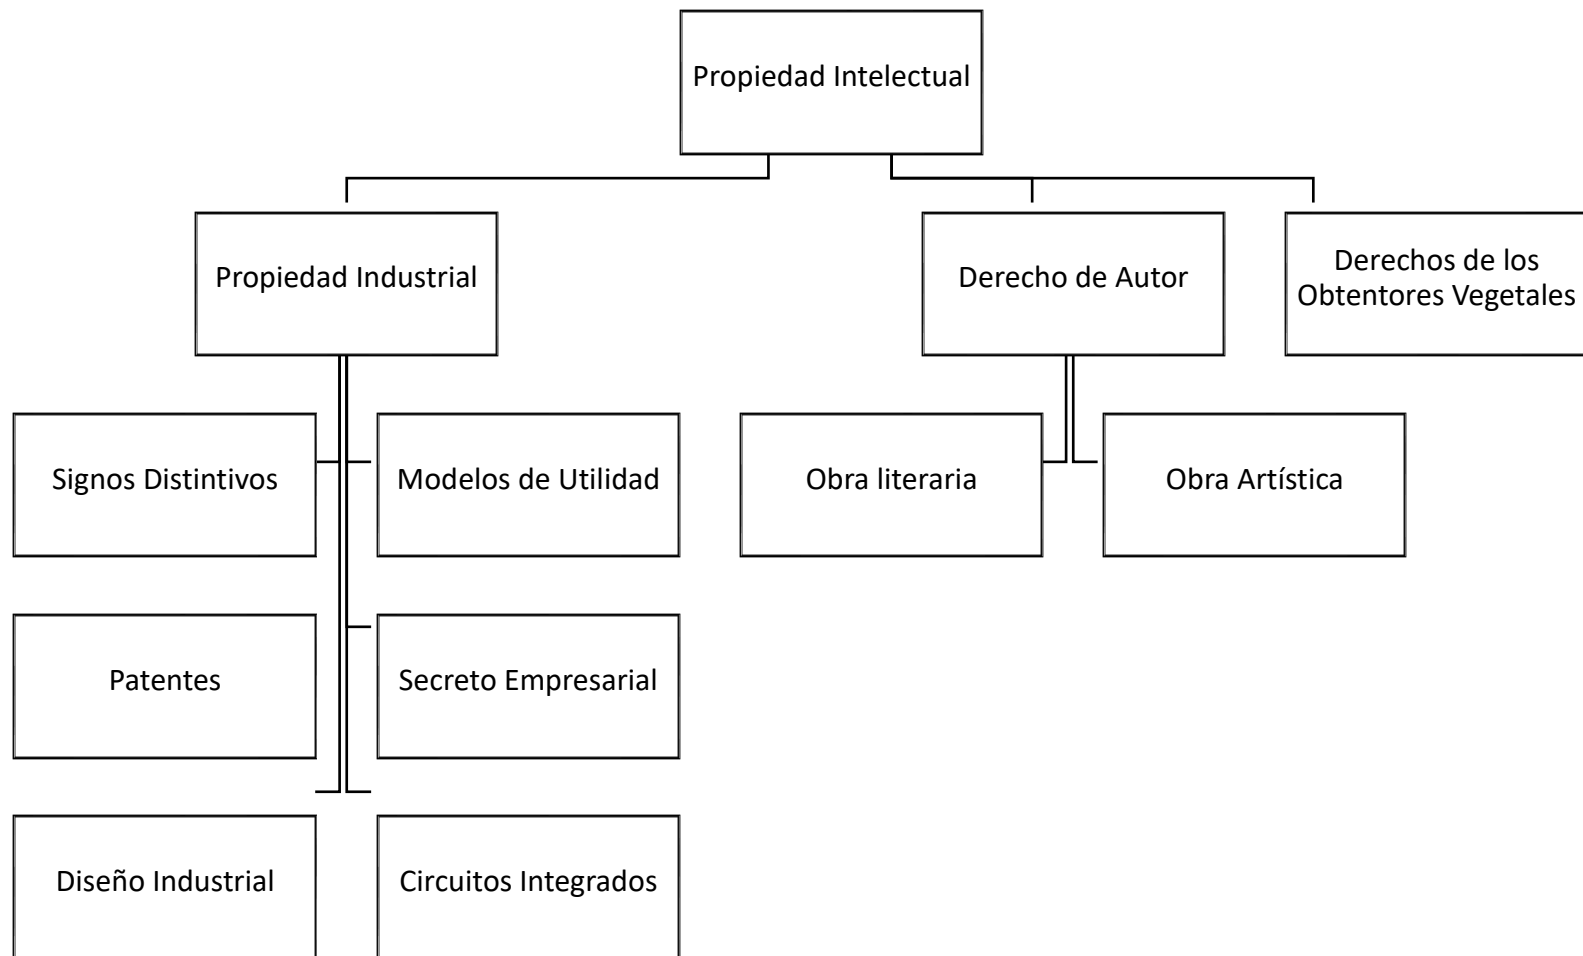 Propiedad Intelectual
Propiedad Industrial
Derecho de Autor
Derechos de los
Obtentores Vegetales
Signos Distintivos
Modelos de Utilidad
Obra literaria
Obra Artística
Patentes
Secreto Empresarial
Diseño Industrial
Circuitos Integrados